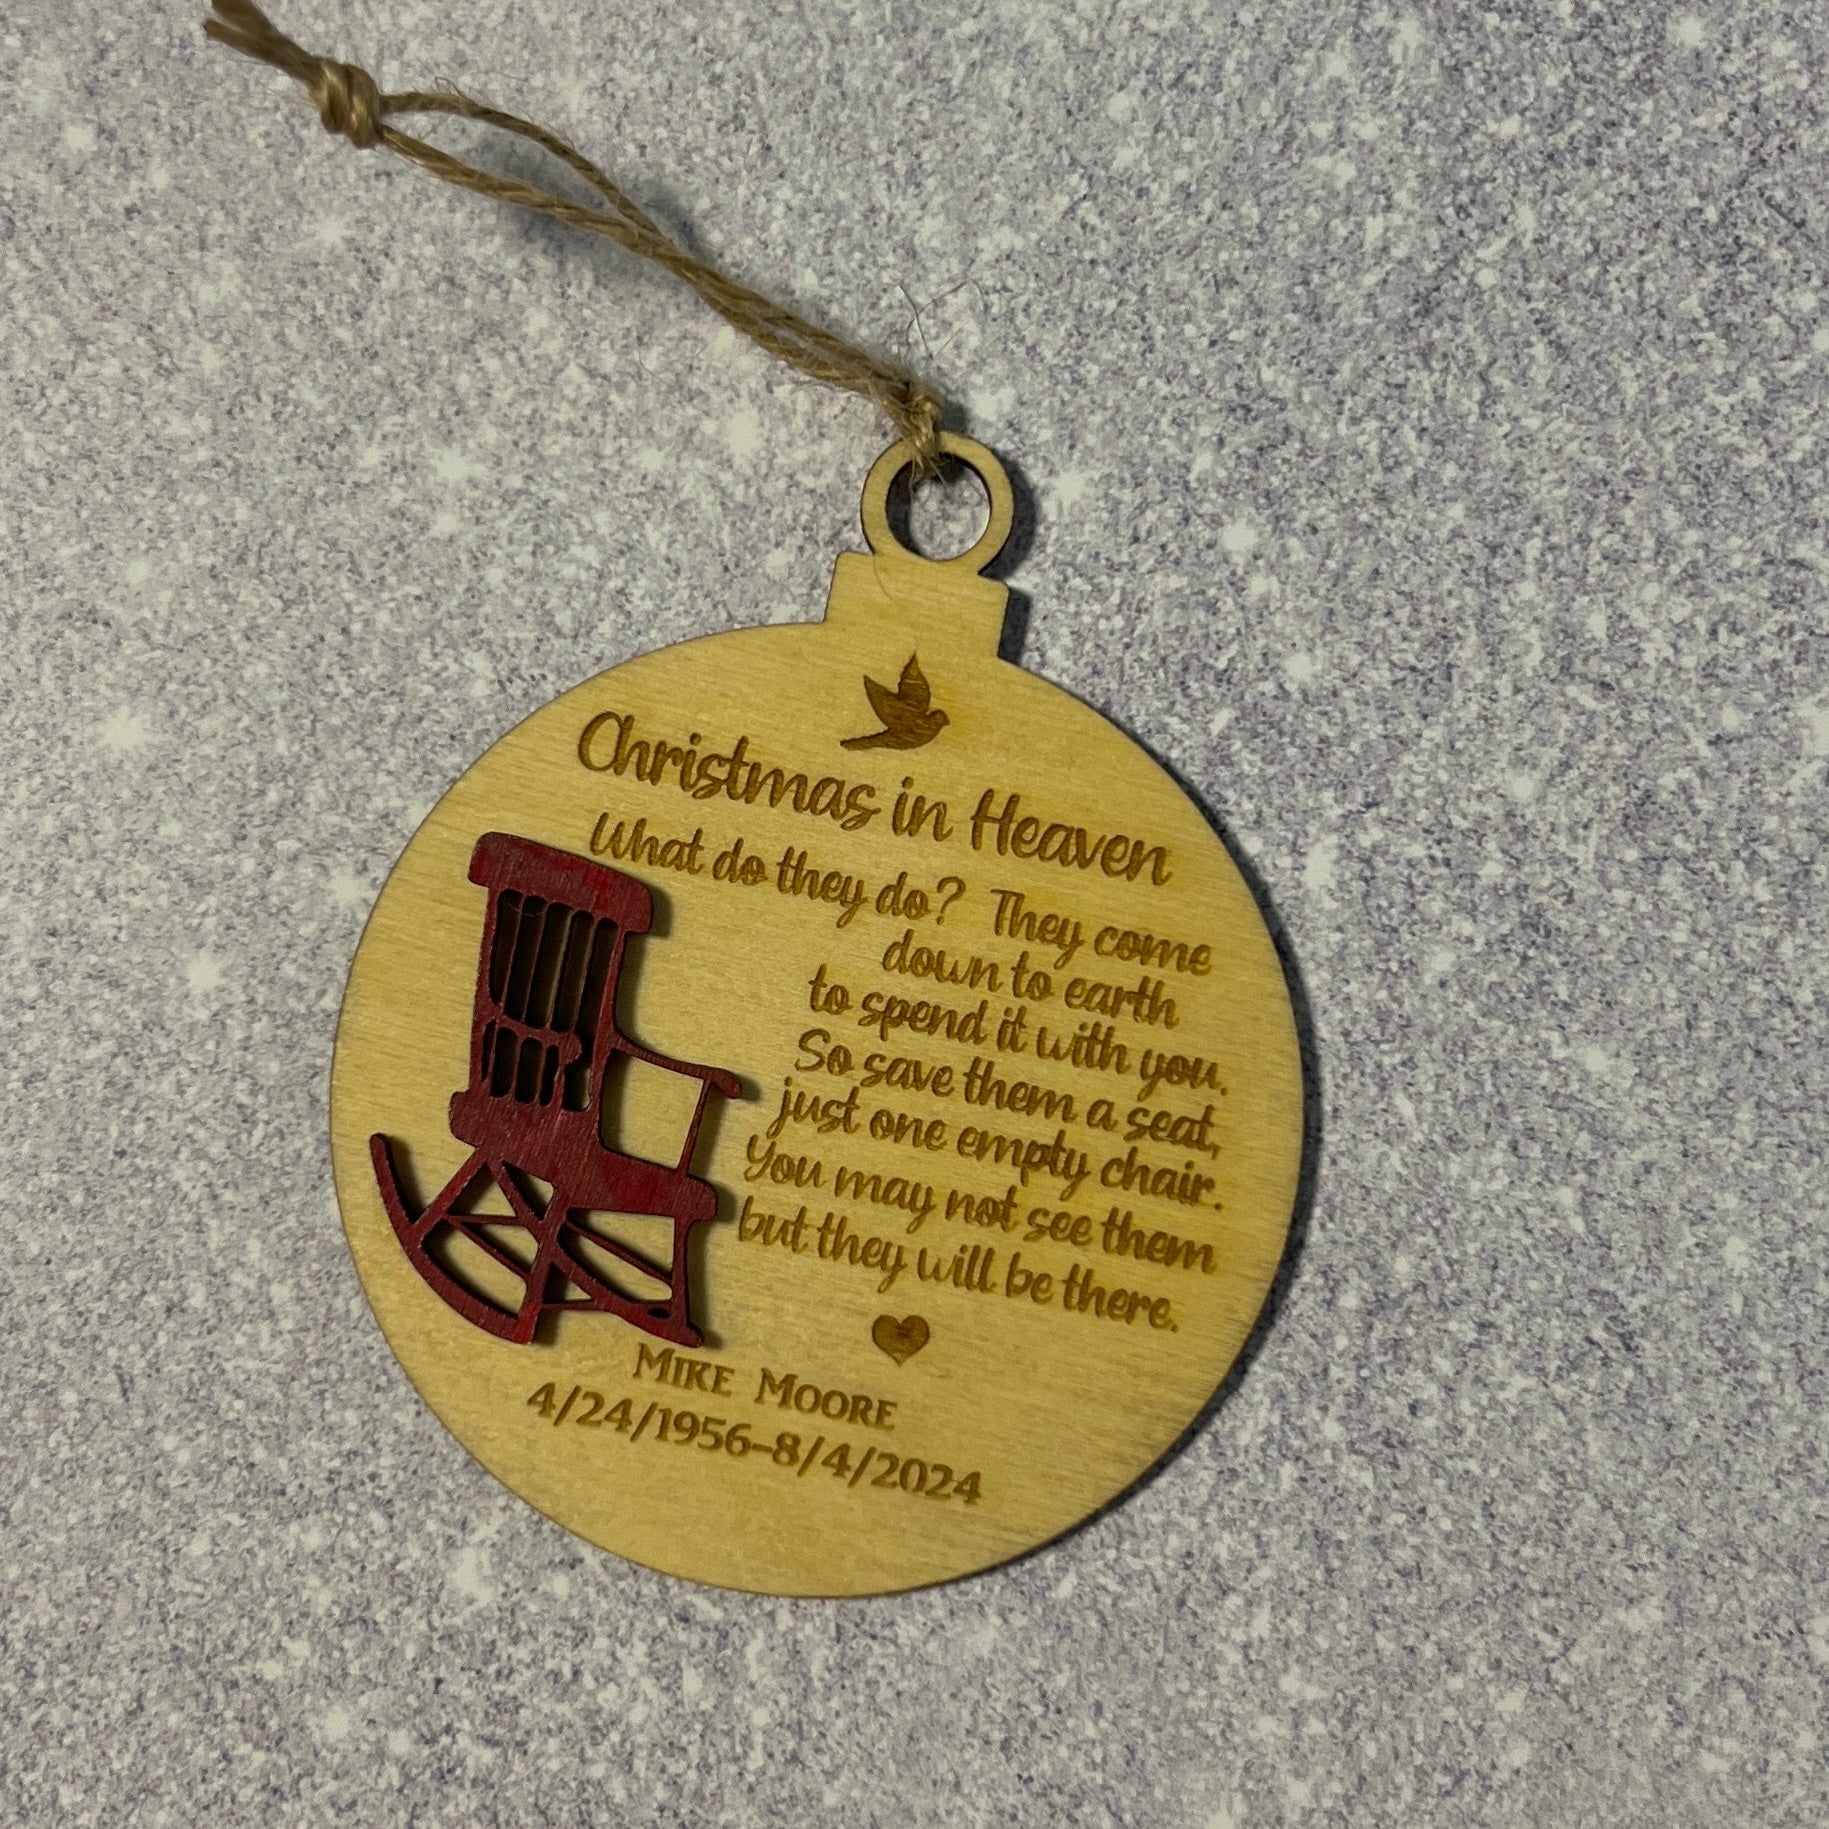 Christmas in Heaven
What do they do? They come
down to earth
to spend it with you.
So save them a seat,
just one empty chair.
You may not see them
but they will be there.
MIKE MOORE
4/24/1956-8/4/2024